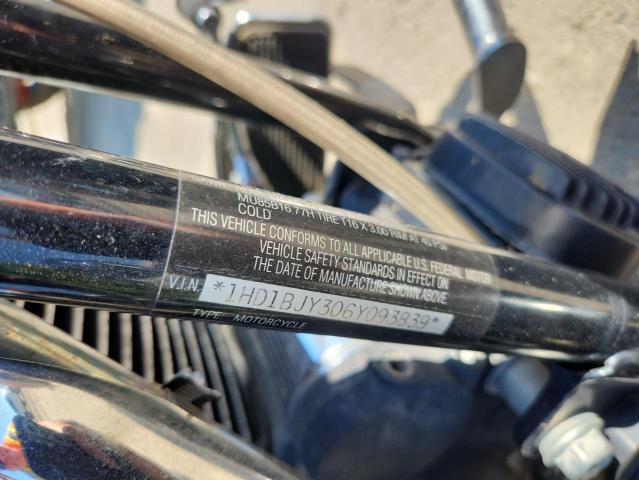 MU85B16 77H TIRE T16 X 3.00 RIM AT 40 PSI
COLD
THIS VEHICLE CONFORMS TO ALL APPLICABLE U.S. FEDERAL MOTOR
VEHICLE SAFETY STANDARDS IN EFFECT ON
THE DATE OF MANUFACTURE SHOWN ABOVE
V.I.N. *1HD1BJY306Y093839*
TYPE - MOTORCYCLE